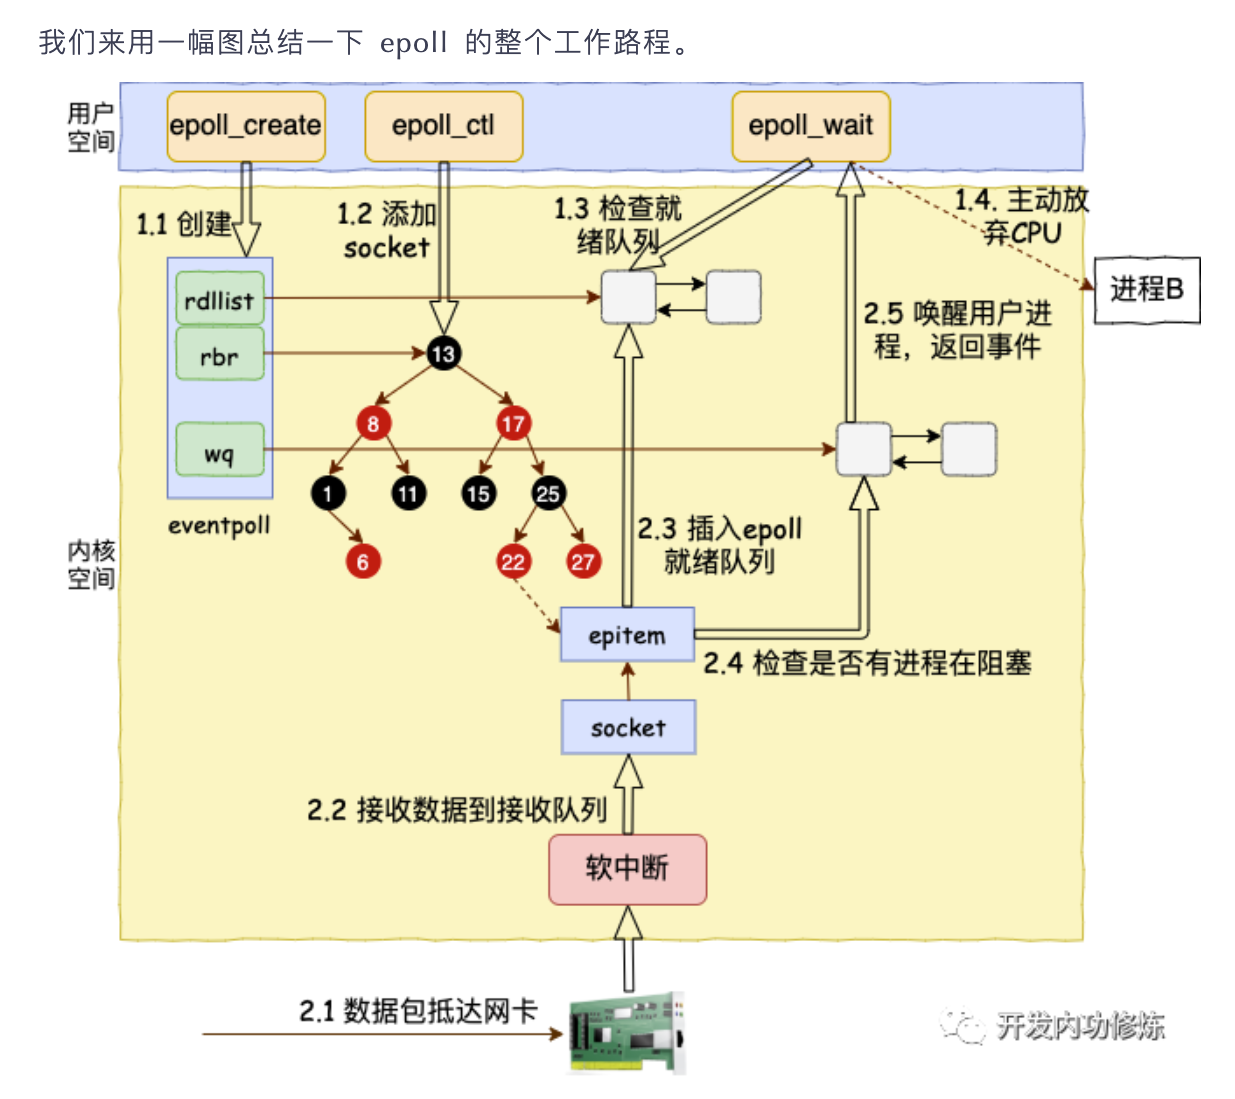 我们来用一幅图总结一下 epoll 的整个工作路程。
用户
空间
epoll_create
epoll_ctl
epoll_wait
1.1 创建
1.2 添加
socket
1.3 检查就
绪队列
1.4. 主动放
弃CPU
进程B
rdllist
rbr
wq
eventpoll
13
8
17
1
11
15
25
6
22
27
2.5 唤醒用户进
程，返回事件
内核
空间
2.3 插入epoll
就绪队列
epitem
2.4 检查是否有进程在阻塞
socket
2.2 接收数据到接收队列
软中断
2.1 数据包抵达网卡
开发内功修炼